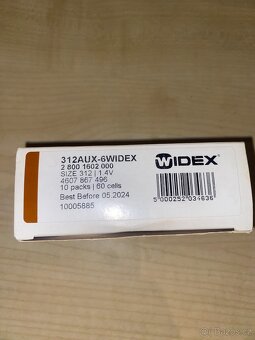 312AUX-6WIDEX
2 800 1602 000
SIZE 312 | 1.4V
4607 867 496
10 packs | 60 cells
Best Before 05.2024
10005885
WIDEX
5 000252 034636